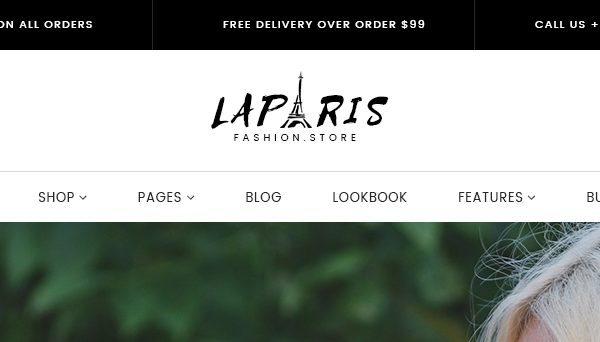 ON ALL ORDERS
FREE DELIVERY OVER ORDER $99
CALL US +
LAPARIS
FASHION.STORE
SHOP
PAGES
BLOG
LOOKBOOK
FEATURES
BU